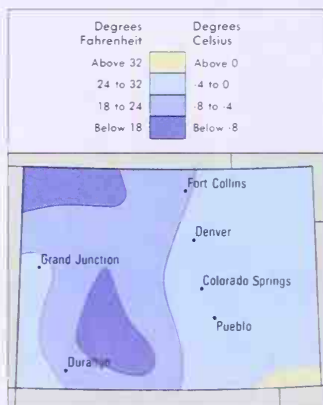 Degrees Fahrenheit
Degrees Celsius
Above 32
Above 0
24 to 32
-4 to 0
18 to 24
-8 to -4
Below 18
Below -8
Fort Collins
Denver
Grand Junction
Colorado Springs
Pueblo